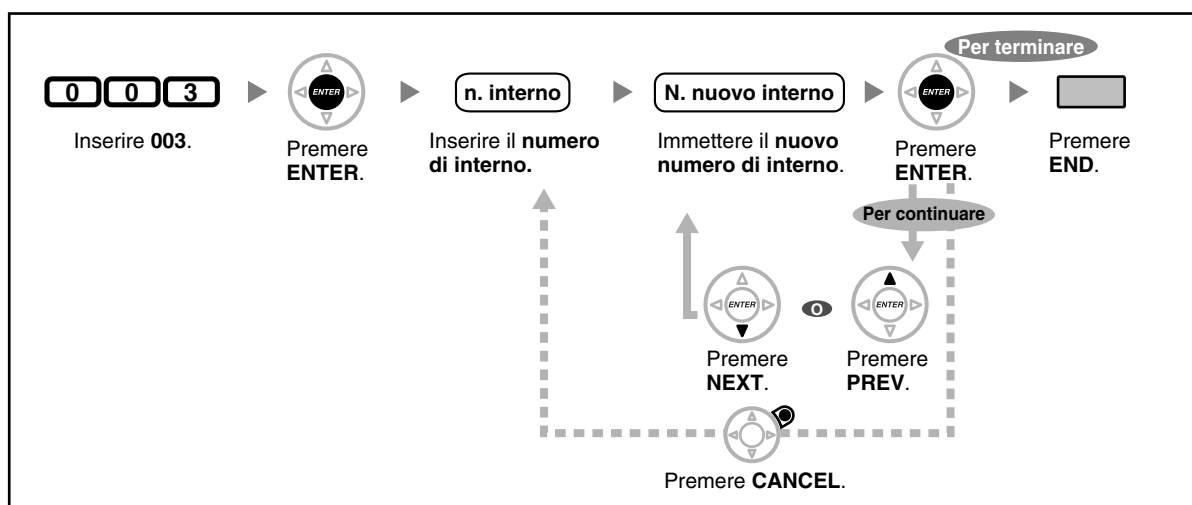 Per terminare
0 0 3
ENTER
n. interno
N. nuovo interno
ENTER
Inserire 003.
Premere
ENTER.
Inserire il numero
di interno.
Immettere il nuovo
numero di interno.
Premere
ENTER.
Premere
END.
Per continuare
ENTER
O
ENTER
Premere
NEXT.
Premere
PREV.
Premere CANCEL.